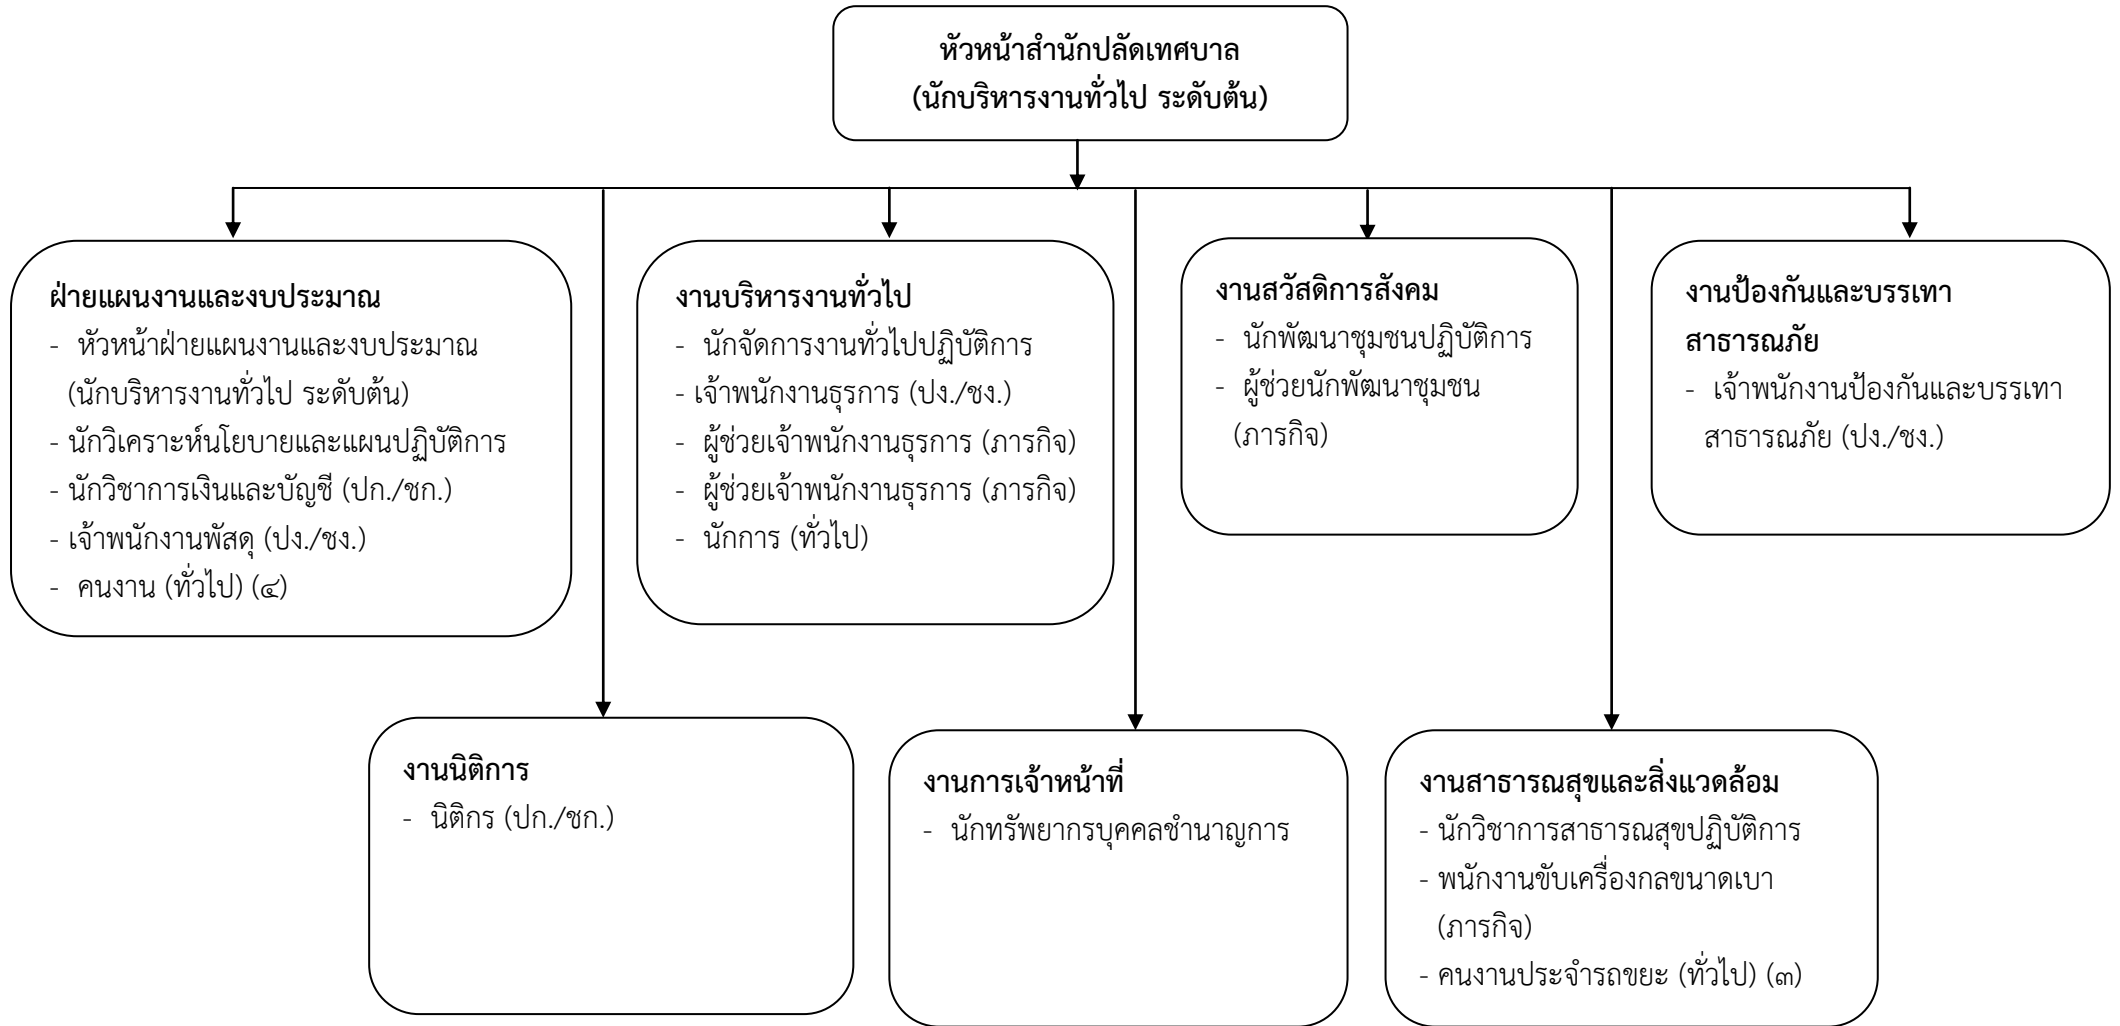 หัวหน้าสำนักปลัดเทศบาล
(นักบริหารงานทั่วไป ระดับต้น)
ฝ่ายแผนงานและงบประมาณ
- หัวหน้าฝ่ายแผนงานและงบประมาณ
(นักบริหารงานทั่วไป ระดับต้น)
- นักวิเคราะห์นโยบายและแผนปฏิบัติการ
- นักวิชาการเงินและบัญชี (ปก./ชก.)
- เจ้าพนักงานพัสดุ (ปง./ชง.)
- คนงาน (ทั่วไป) (๔)
งานบริหารงานทั่วไป
- นักจัดการงานทั่วไปปฏิบัติการ
- เจ้าพนักงานธุรการ (ปง./ชง.)
- ผู้ช่วยเจ้าพนักงานธุรการ (ภารกิจ)
- ผู้ช่วยเจ้าพนักงานธุรการ (ภารกิจ)
- นักการ (ทั่วไป)
งานสวัสดิการสังคม
- นักพัฒนาชุมชนปฏิบัติการ
- ผู้ช่วยนักพัฒนาชุมชน
(ภารกิจ)
งานป้องกันและบรรเทา
สาธารณภัย
- เจ้าพนักงานป้องกันและบรรเทา
สาธารณภัย (ปง./ชง.)
งานนิติการ
- นิติกร (ปก./ชก.)
งานการเจ้าหน้าที่
- นักทรัพยากรบุคคลชำนาญการ
งานสาธารณสุขและสิ่งแวดล้อม
- นักวิชาการสาธารณสุขปฏิบัติการ
- พนักงานขับเครื่องกลขนาดเบา
(ภารกิจ)
- คนงานประจำรถขยะ (ทั่วไป) (๓)